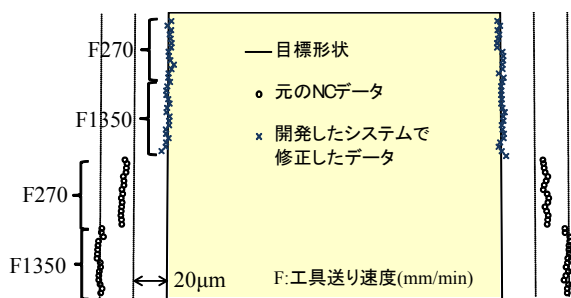 F270
目標形状
元のNCデータ
F1350
開発したシステムで
修正したデータ
F270
F1350
20μm
F:工具送り速度(mm/min)